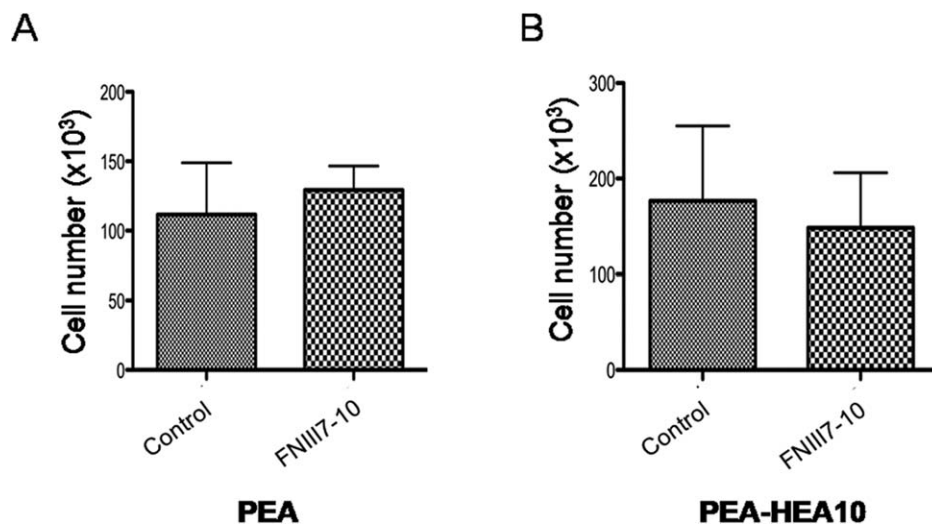 A
Cell number (x10³)
200
150
100
50
0
Control
FNIII7-10
PEA
B
Cell number (x10³)
300
200
100
0
Control
FNIII7-10
PEA-HEA10